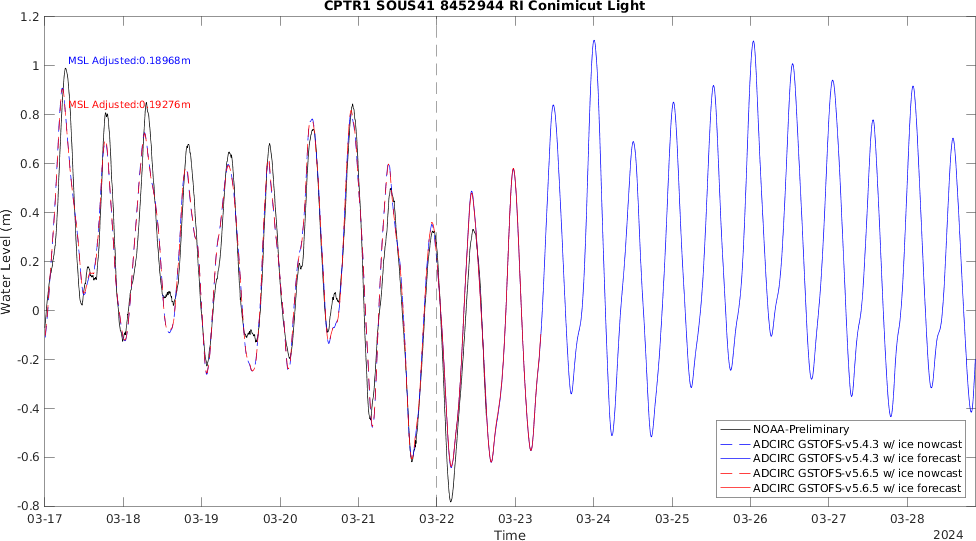 CPTR1 SOUS41 8452944 RI Conimicut Light
1.2
1
0.8
0.6
0.4
0.2
0
-0.2
-0.4
-0.6
-0.8
Water Level (m)
MSL Adjusted:0.18968m
MSL Adjusted:0.19276m
NOAA-Preliminary
ADCIRC GSTOFS-v5.4.3 w/ ice nowcast
ADCIRC GSTOFS-v5.4.3 w/ ice forecast
ADCIRC GSTOFS-v5.6.5 w/ ice nowcast
ADCIRC GSTOFS-v5.6.5 w/ ice forecast
03-17 03-18 03-19 03-20 03-21 03-22 03-23 03-24 03-25 03-26 03-27 03-28
Time
2024